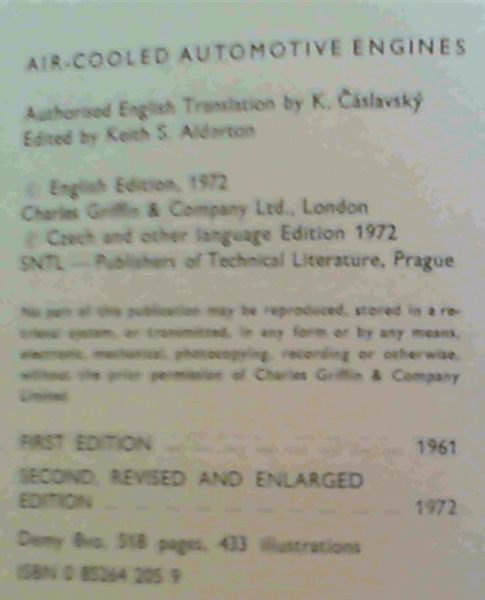 AIR-COOLED AUTOMOTIVE ENGINES
Authorised English Translation by K. Čáslavský
Edited by Keith S. Alderton
© English Edition, 1972
Charles Griffin & Company Ltd., London
© Czech and other language Edition 1972
SNTL — Publishers of Technical Literature, Prague
No part of this publication may be reproduced, stored in a re-
trieval system, or transmitted, in any form or by any means,
electronic, mechanical, photocopying, recording or otherwise,
without the prior permission of Charles Griffin & Company
Limited
FIRST EDITION 1961
SECOND, REVISED AND ENLARGED
EDITION 1972
Demy 8vo, 518 pages, 433 illustrations
ISBN 0 85264 205 9